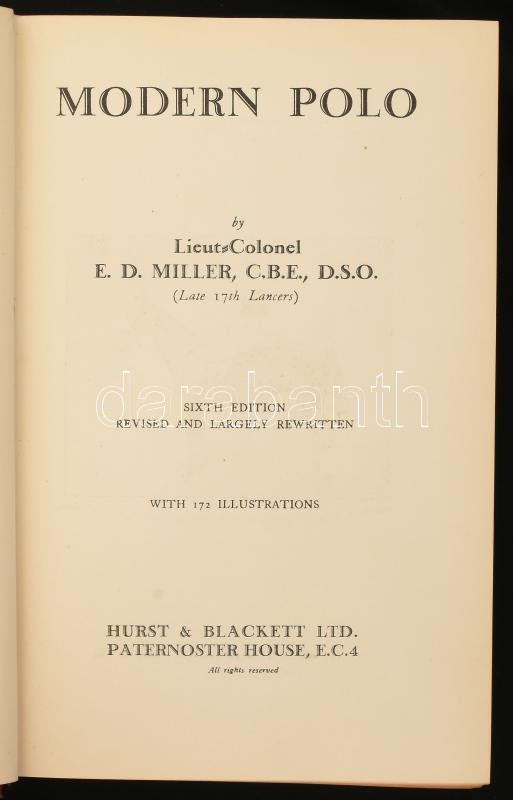 MODERN POLO
by
Lieut=Colonel
E. D. MILLER, C.B.E., D.S.O.
(Late 17th Lancers)
darabanth
SIXTH EDITION
REVISED AND LARGELY REWRITTEN
WITH 172 ILLUSTRATIONS
HURST & BLACKETT LTD.
PATERNOSTER HOUSE, E.C.4
All rights reserved